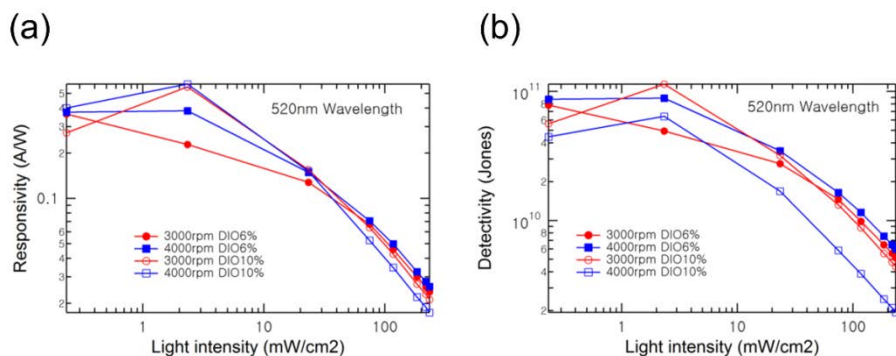 (a)
(b)
Responsivity (A/W)
5
4
3
2
0.1
6
5
4
3
2
520nm Wavelength
3000rpm DIO6%
4000rpm DIO6%
3000rpm DIO10%
4000rpm DIO10%
1
10
100
Light intensity (mW/cm2)
Detectivity (Jones)
10^11
8
6
4
2
10^10
8
6
4
2
520nm Wavelength
3000rpm DIO6%
4000rpm DIO6%
3000rpm DIO10%
4000rpm DIO10%
1
10
100
Light intensity (mW/cm2)